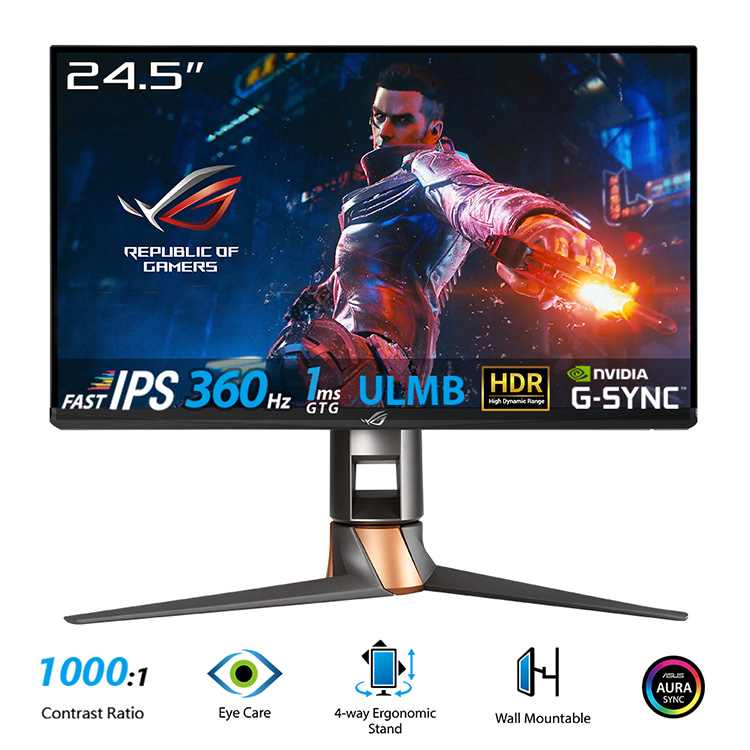 24.5"
REPUBLIC OF
GAMERS
FAST IPS 360Hz 1ms GTG ULMB HDR High Dynamic Range NVIDIA G-SYNC™
1000:1
Contrast Ratio
Eye Care
4-way Ergonomic
Stand
Wall Mountable
ASUS
AURA
SYNC